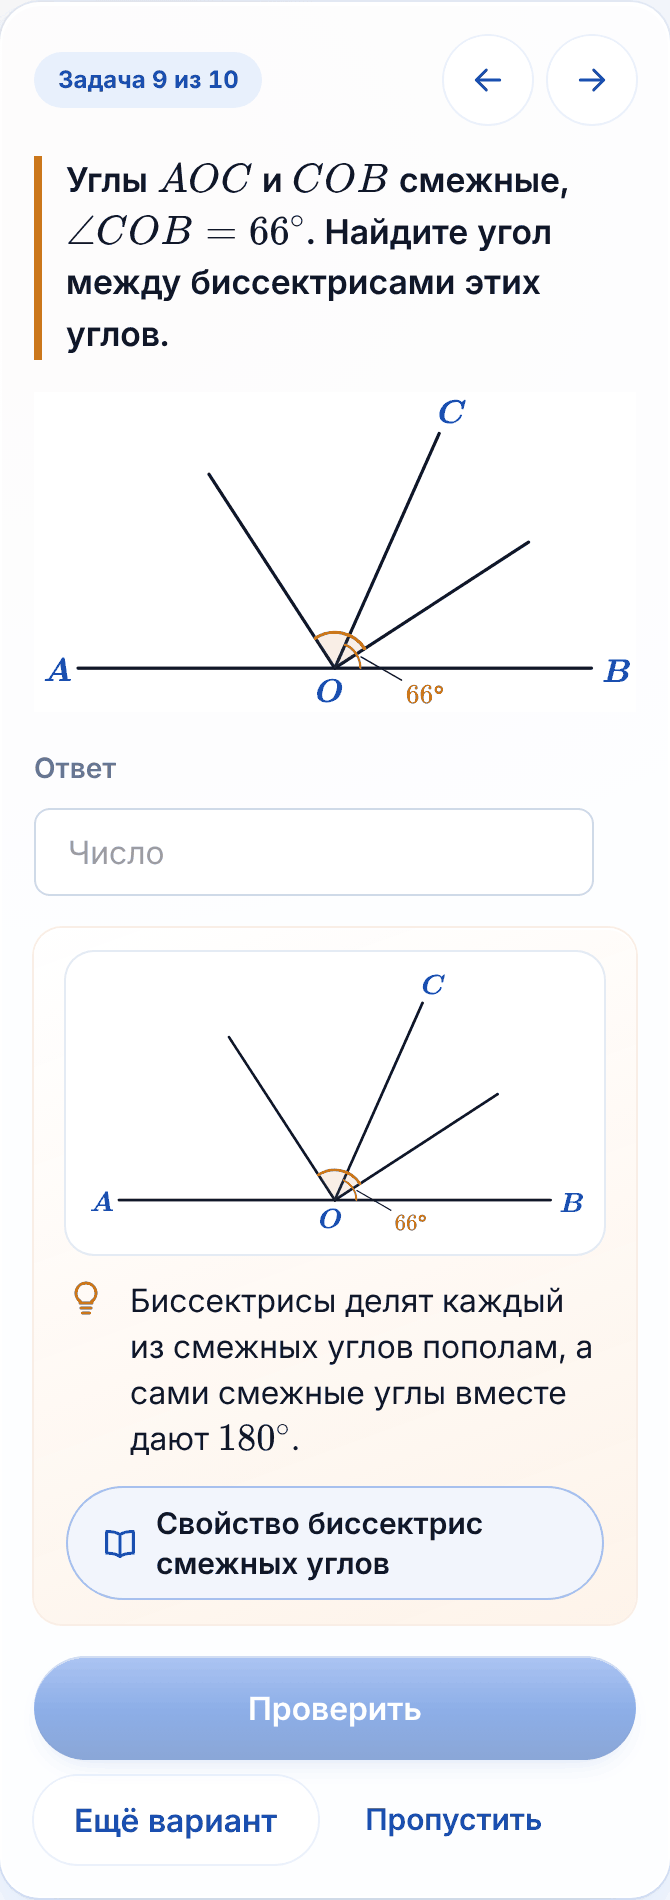 Задача 9 из 10
Углы AOC и COB смежные,
∠COB = 66°. Найдите угол
между биссектрисами этих
углов.
C
A
O
B
66°
Ответ
Число
C
A
O
B
66°
Биссектрисы делят каждый
из смежных углов пополам, а
сами смежные углы вместе
дают 180°.
Свойство биссектрис
смежных углов
Проверить
Ещё вариант
Пропустить